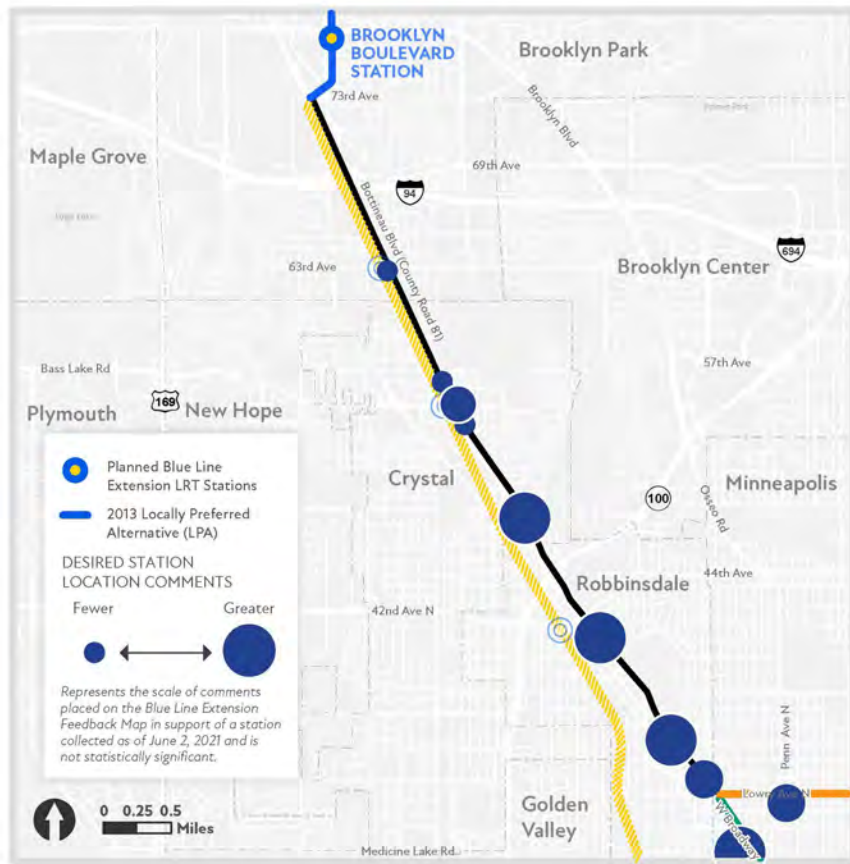 BROOKLYN
BOULEVARD
STATION
Brooklyn Park
73rd Ave
Brooklyn Blvd
Maple Grove
69th Ave
94
Bottineau Blvd (County Road 81)
694
63rd Ave
Brooklyn Center
57th Ave
Bass Lake Rd
169
Plymouth
New Hope
Crystal
Minneapolis
100
Osseo Rd
44th Ave
Robbinsdale
42nd Ave N
Planned Blue Line
Extension LRT Stations
2013 Locally Preferred
Alternative (LPA)
DESIRED STATION
LOCATION COMMENTS
Fewer
Greater
Represents the scale of comments
placed on the Blue Line Extension
Feedback Map in support of a station
collected as of June 2, 2021 and is
not statistically significant.
Penn Ave N
Lowry Ave N
W Broadway
Golden
Valley
0 0.25 0.5
Miles
Medicine Lake Rd